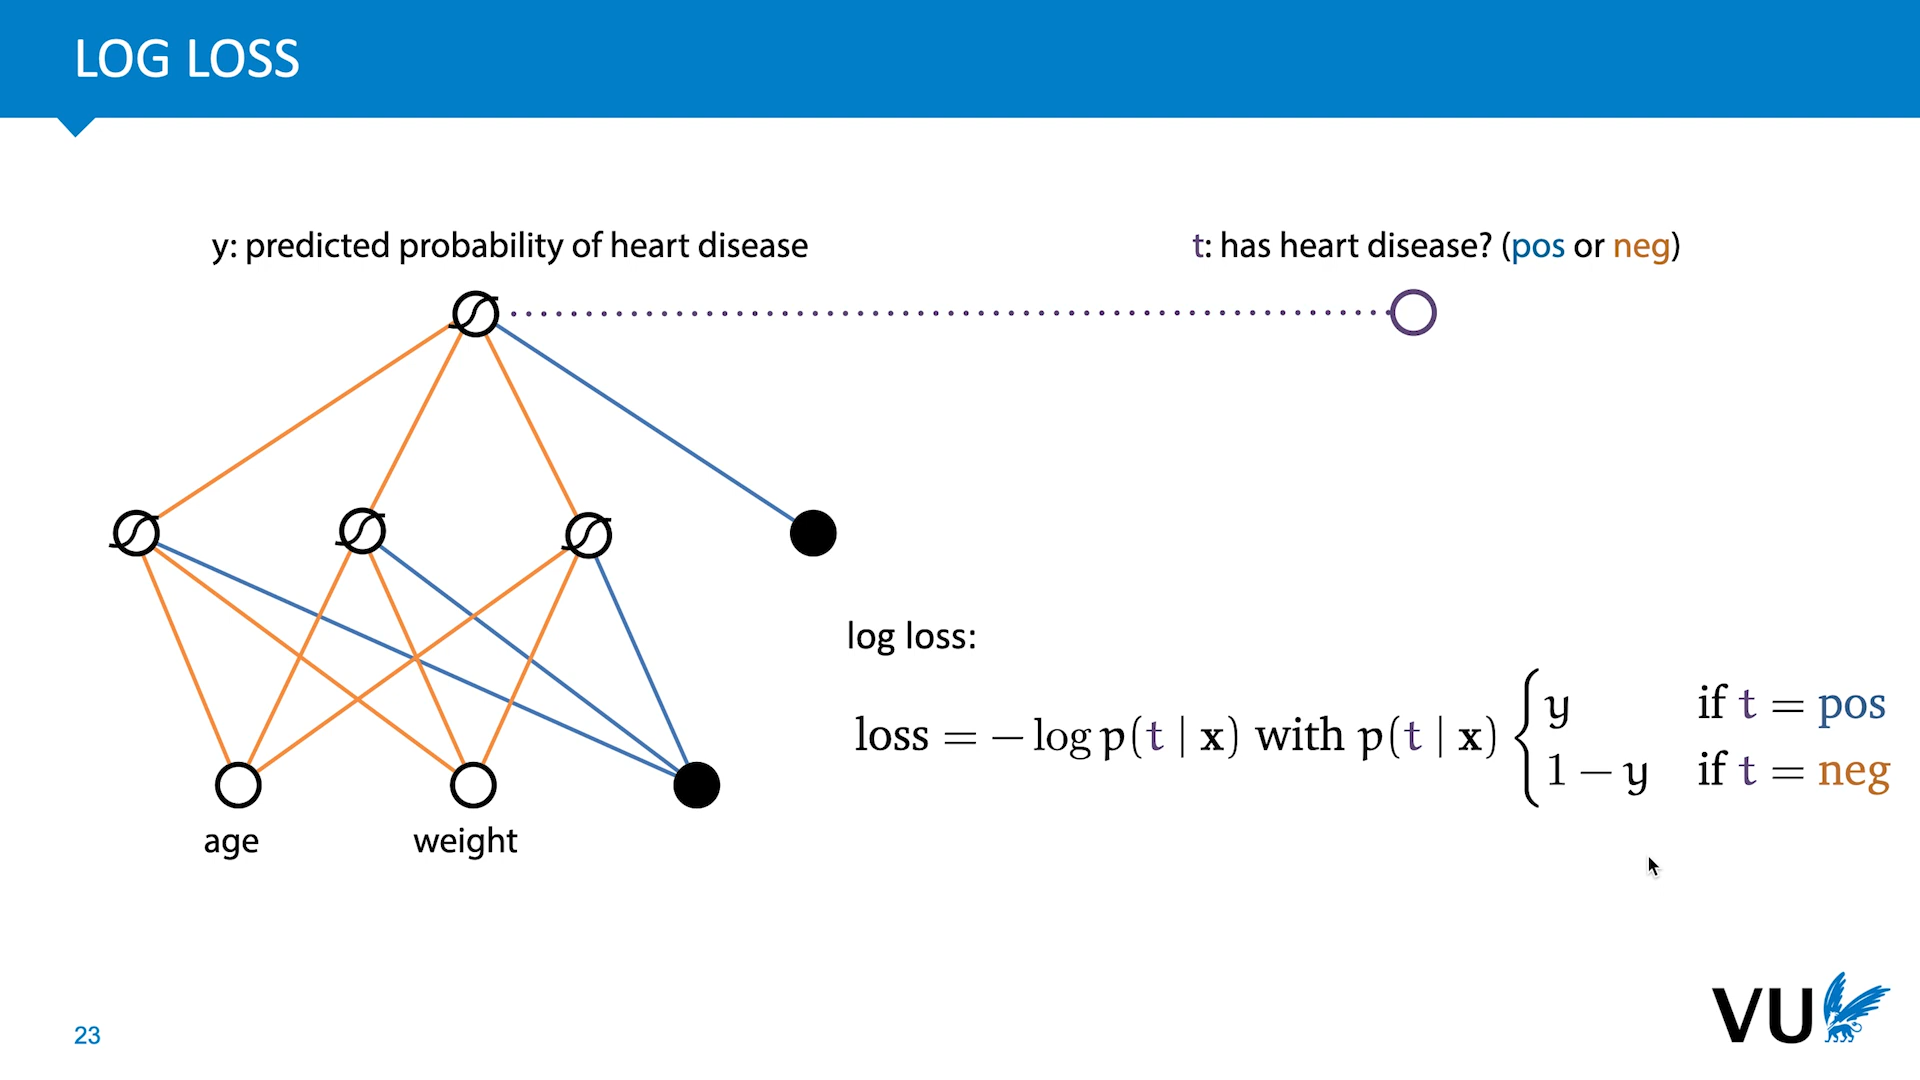 LOG LOSS
y: predicted probability of heart disease
t: has heart disease? (pos or neg)
log loss:
loss = − log p(t | x) with p(t | x) { y if t = pos
1 − y if t = neg
age
weight
23
VU